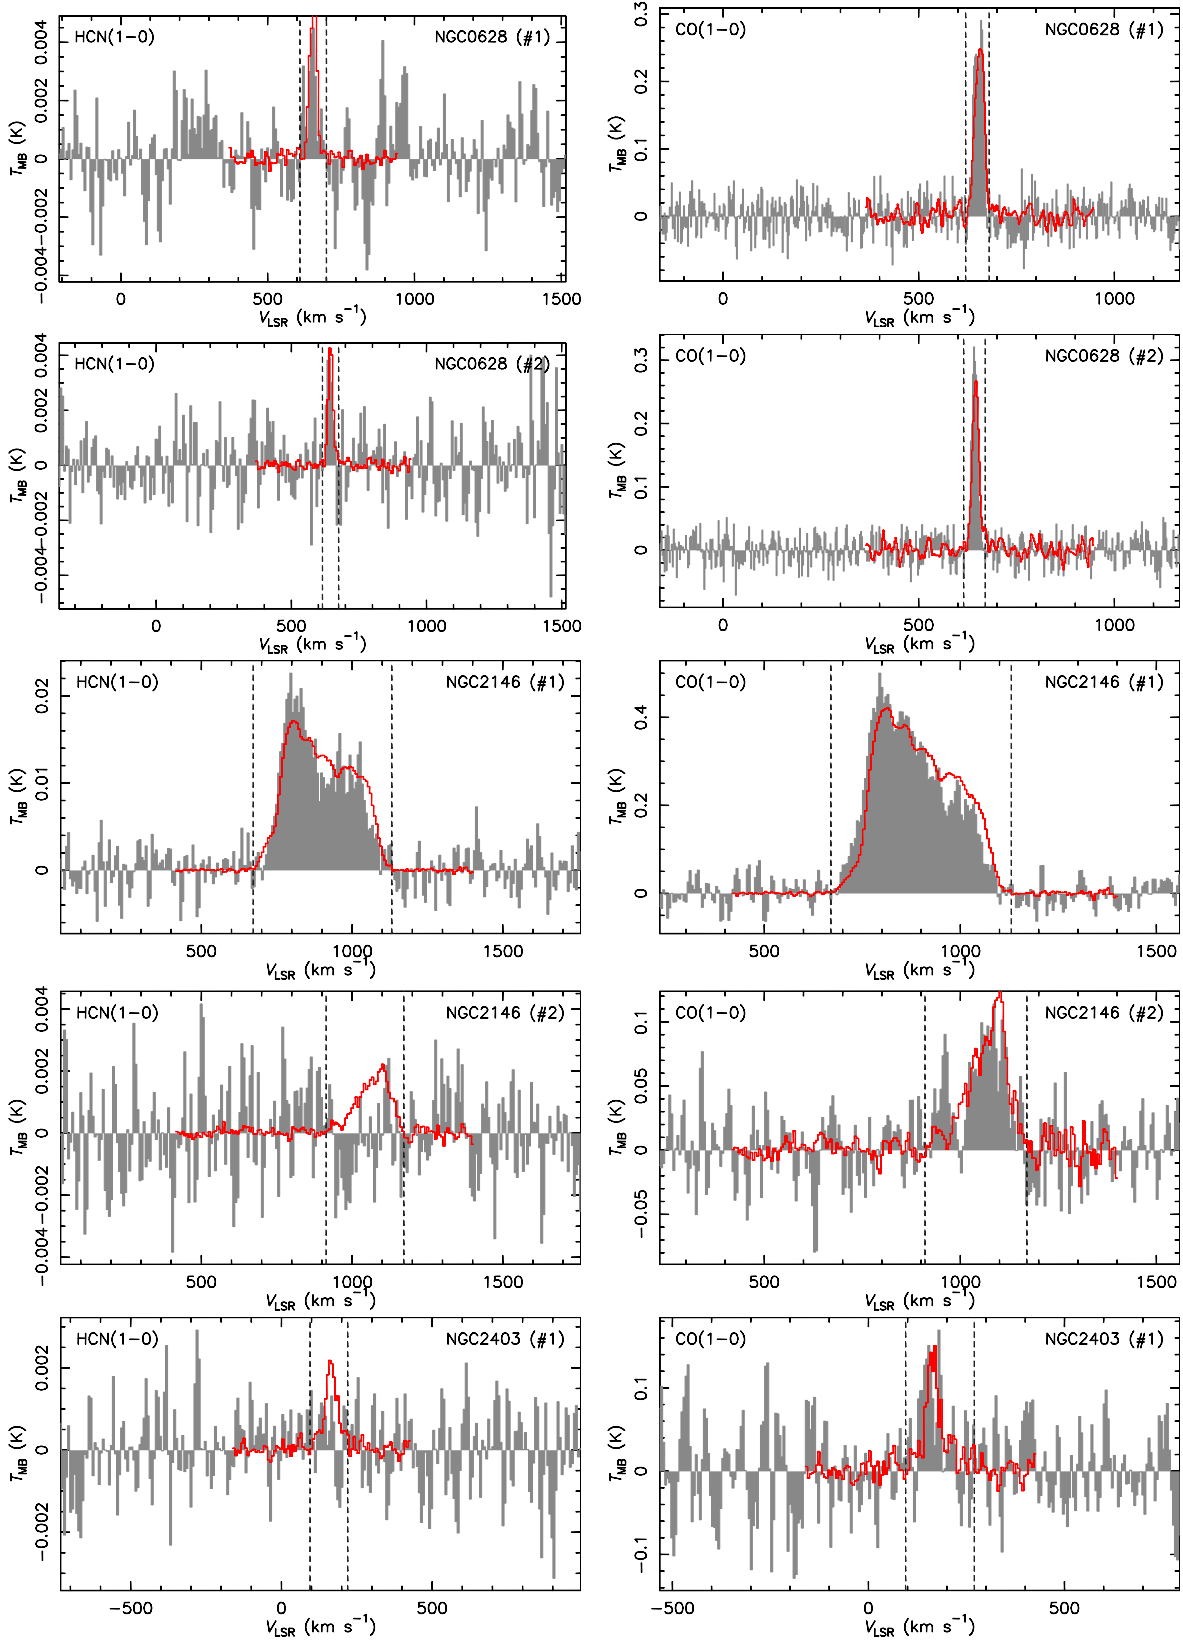 HCN(1−0) NGC0628 (#1)
T_MB (K)
−0.004 −0.002 0 0.002 0.004
0 500 1000 1500
V_LSR (km s⁻¹)
CO(1−0) NGC0628 (#1)
T_MB (K)
0 0.1 0.2 0.3
0 500 1000
V_LSR (km s⁻¹)
HCN(1−0) NGC0628 (#2)
T_MB (K)
−0.004 −0.002 0 0.002 0.004
0 500 1000 1500
V_LSR (km s⁻¹)
CO(1−0) NGC0628 (#2)
T_MB (K)
0 0.1 0.2 0.3
0 500 1000
V_LSR (km s⁻¹)
HCN(1−0) NGC2146 (#1)
T_MB (K)
0 0.01 0.02
500 1000 1500
V_LSR (km s⁻¹)
CO(1−0) NGC2146 (#1)
T_MB (K)
0 0.2 0.4
500 1000 1500
V_LSR (km s⁻¹)
HCN(1−0) NGC2146 (#2)
T_MB (K)
−0.004 −0.002 0 0.002 0.004
500 1000 1500
V_LSR (km s⁻¹)
CO(1−0) NGC2146 (#2)
T_MB (K)
−0.05 0 0.05 0.1
500 1000 1500
V_LSR (km s⁻¹)
HCN(1−0) NGC2403 (#1)
T_MB (K)
−0.002 0 0.002
−500 0 500
V_LSR (km s⁻¹)
CO(1−0) NGC2403 (#1)
T_MB (K)
−0.1 0 0.1
−500 0 500
V_LSR (km s⁻¹)